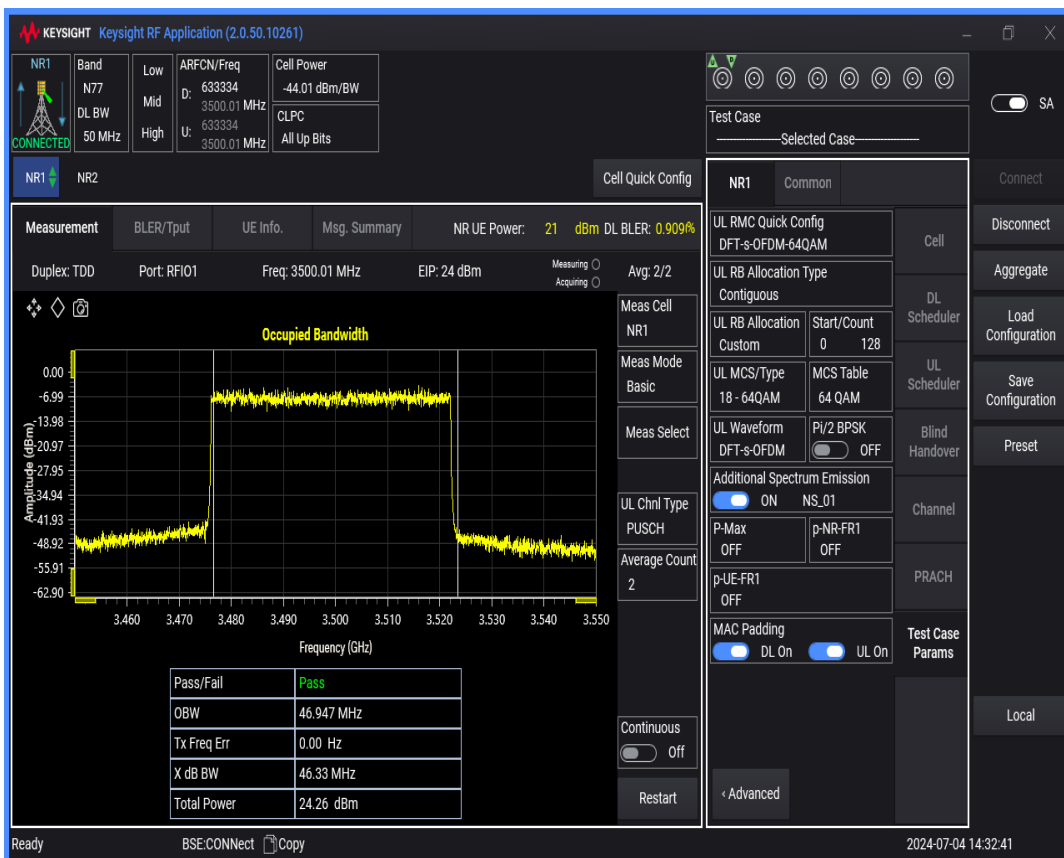 KEYSIGHT Keysight RF Application (2.0.50.10261)
NR1
CONNECTED
Band
N77
DL BW
50 MHz
Low
Mid
High
ARFCN/Freq
D: 633334
3500.01 MHz
U: 633334
3500.01 MHz
Cell Power
-44.01 dBm/BW
CLPC
All Up Bits
Test Case
Selected Case
SA
NR1 NR2
Cell Quick Config
NR1 Common
Connect
Disconnect
Aggregate
Load
Configuration
Save
Configuration
Preset
Local
Measurement BLER/Tput UE Info. Msg. Summary NR UE Power: 21 dBm DL BLER: 0.909%
Duplex: TDD Port: RFIO1 Freq: 3500.01 MHz EIP: 24 dBm Measuring Avg: 2/2
Acquiring
Occupied Bandwidth
Amplitude (dBm)
0.00
-6.99
-13.98
-20.97
-27.95
-34.94
-41.93
-48.92
-55.91
-62.90
3.460 3.470 3.480 3.490 3.500 3.510 3.520 3.530 3.540 3.550
Frequency (GHz)
Pass/Fail Pass
OBW 46.947 MHz
Tx Freq Err 0.00 Hz
X dB BW 46.33 MHz
Total Power 24.26 dBm
Meas Cell
NR1
Meas Mode
Basic
Meas Select
UL Chnl Type
PUSCH
Average Count
2
Continuous
Off
Restart
UL RMC Quick Config
DFT-s-OFDM-64QAM
UL RB Allocation Type
Contiguous
UL RB Allocation Start/Count
Custom 0 128
UL MCS/Type MCS Table
18 - 64QAM 64 QAM
UL Waveform Pi/2 BPSK
DFT-s-OFDM OFF
Additional Spectrum Emission
ON NS_01
P-Max p-NR-FR1
OFF OFF
p-UE-FR1
OFF
MAC Padding
DL On UL On
‹ Advanced
Cell
DL
Scheduler
UL
Scheduler
Blind
Handover
Channel
PRACH
Test Case
Params
Ready BSE:CONNect Copy 2024-07-04 14:32:41